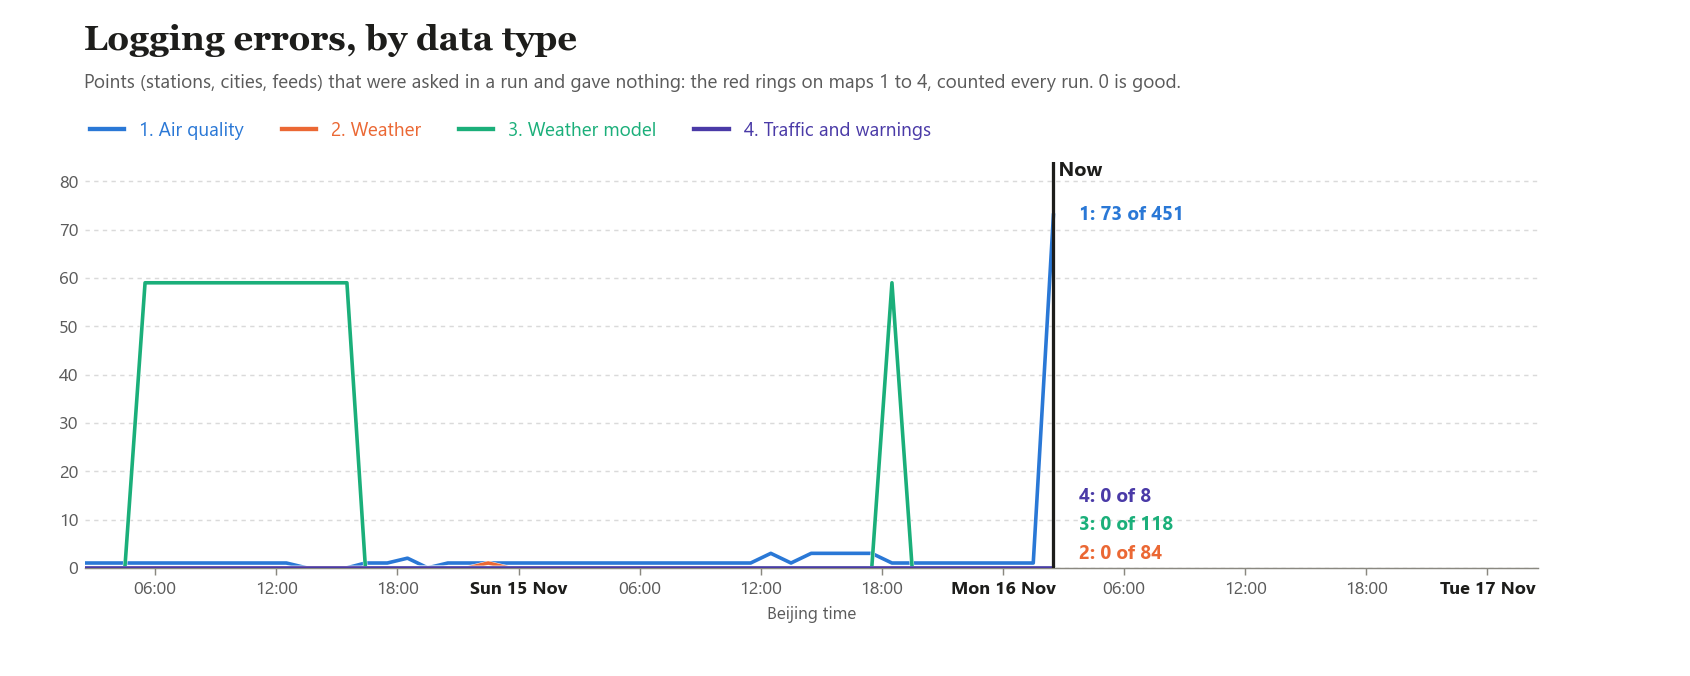 Logging errors, by data type
Points (stations, cities, feeds) that were asked in a run and gave nothing: the red rings on maps 1 to 4, counted every run. 0 is good.
1. Air quality 2. Weather 3. Weather model 4. Traffic and warnings
Now
80
1: 73 of 451
70
60
50
40
30
20
4: 0 of 8
10
3: 0 of 118
2: 0 of 84
0
06:00 12:00 18:00 Sun 15 Nov 06:00 12:00 18:00 Mon 16 Nov 06:00 12:00 18:00 Tue 17 Nov
Beijing time